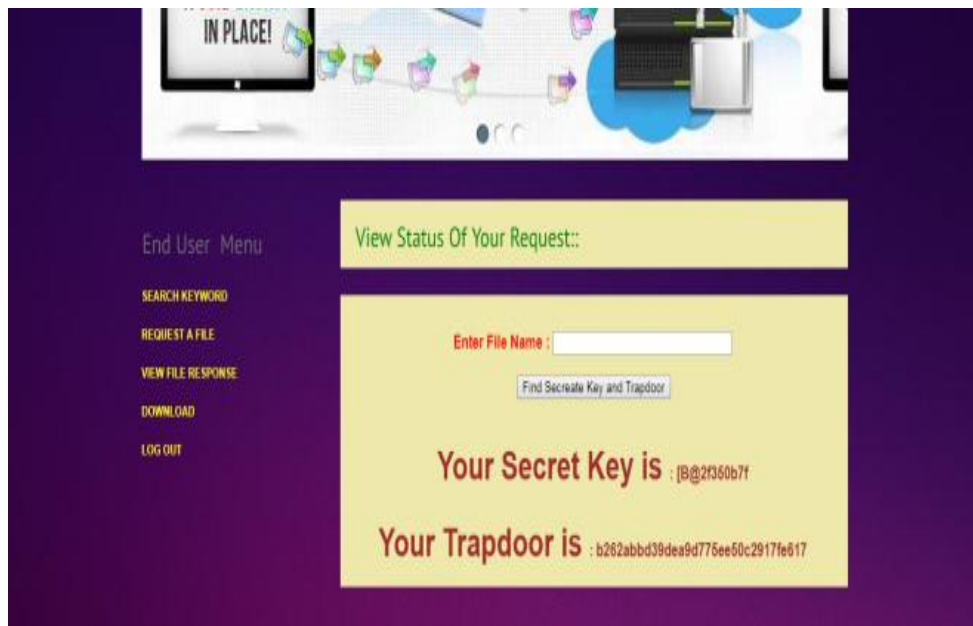 IN PLACE!
End User Menu
View Status Of Your Request::
SEARCH KEYWORD
REQUEST A FILE
VIEW FILE RESPONSE
DOWNLOAD
LOG OUT
Enter File Name :
Find Secreate Key and Trapdoor
Your Secret Key is : [B@2f350b7f
Your Trapdoor is : b262abbd39dea9d775ee50c2917fe617